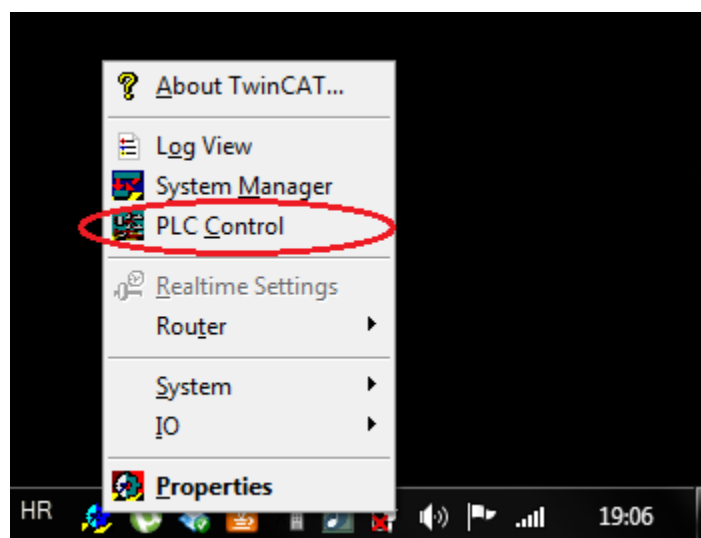 About TwinCAT...
Log View
System Manager
PLC Control
Realtime Settings
Router
System
IO
Properties
HR
19:06